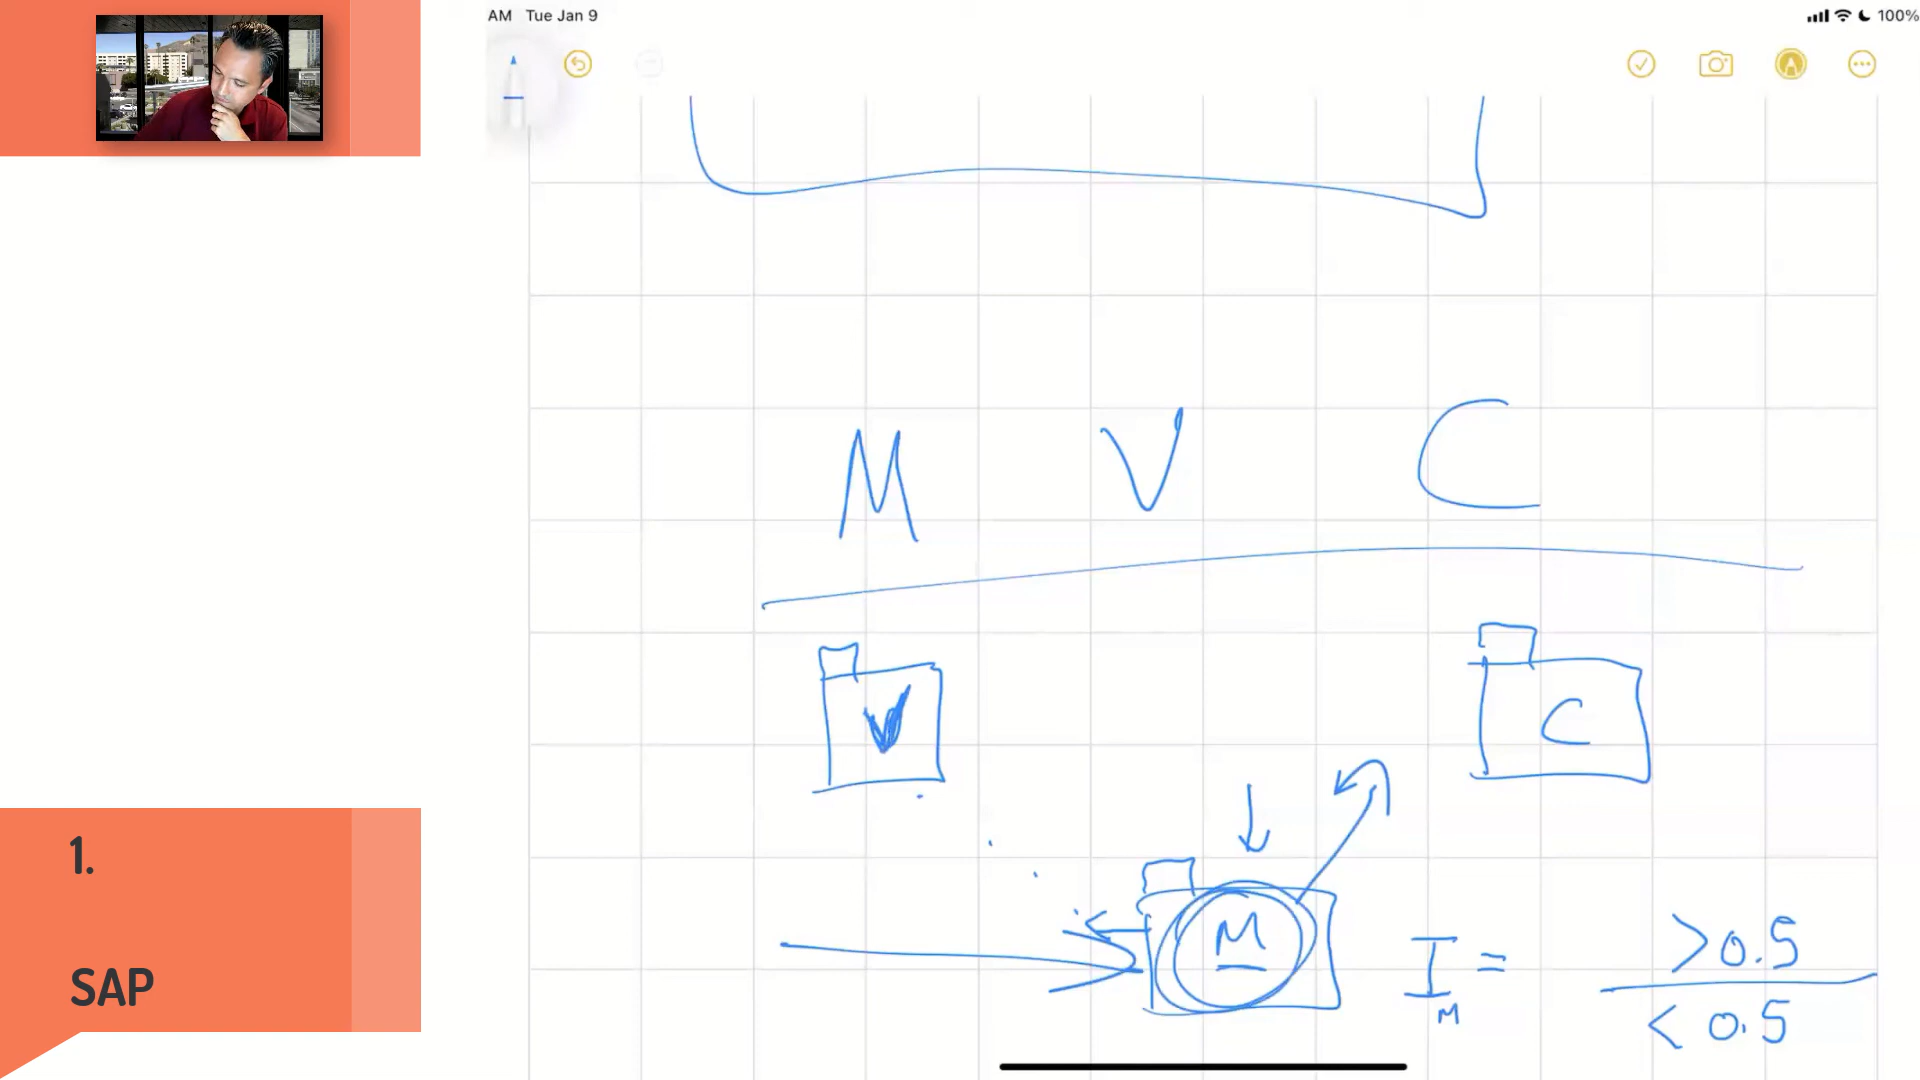 AM Tue Jan 9
100%
M V C
V
C
M
I = > 0.5
M < 0.5
1.
SAP